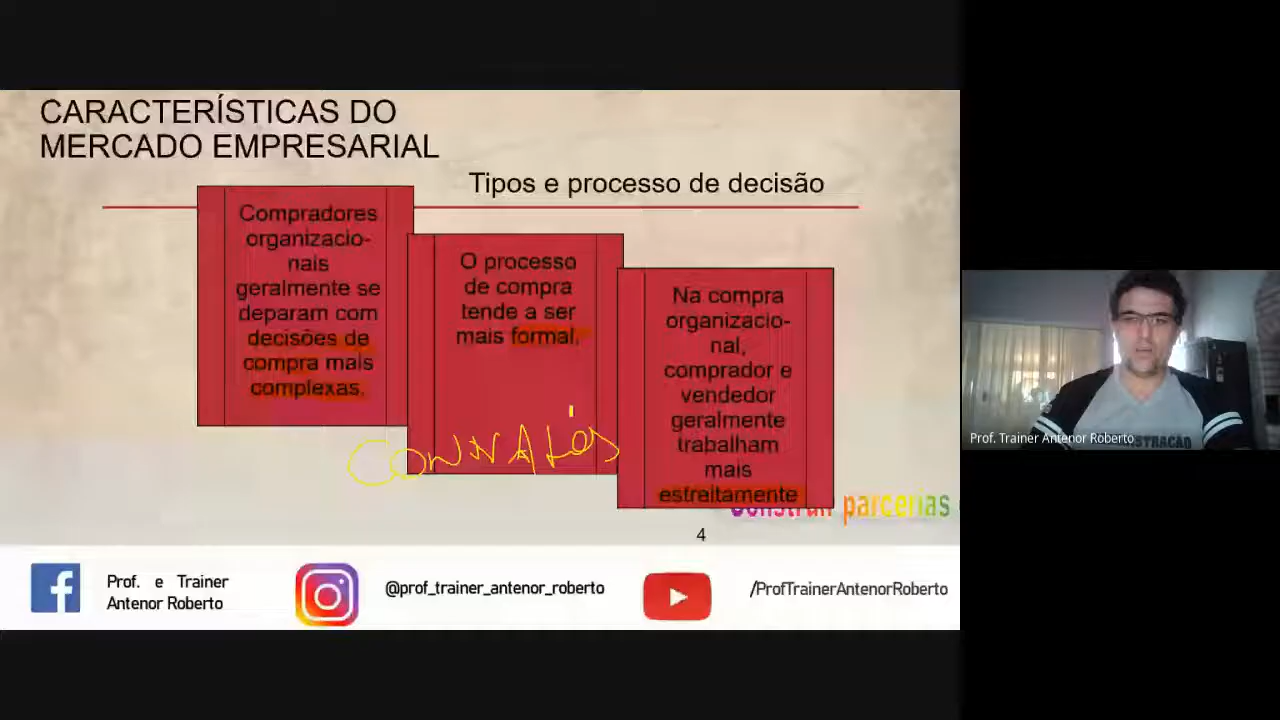 CARACTERÍSTICAS DO
MERCADO EMPRESARIAL
Tipos e processo de decisão
Compradores
organizacio-
nais
geralmente se
deparam com
decisões de
compra mais
complexas.
O processo
de compra
tende a ser
mais formal.
Na compra
organizacio-
nal,
comprador e
vendedor
geralmente
trabalham
mais
estreitamente
Construir parcerias
4
Prof. e Trainer
Antenor Roberto
@prof_trainer_antenor_roberto
/ProfTrainerAntenorRoberto
Prof. Trainer Antenor Roberto